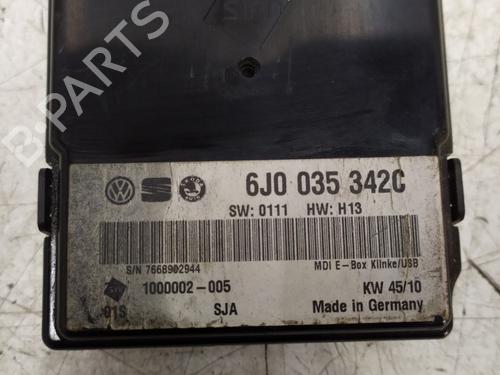 B-PARTS
6J0 035 342C
SW: 0111 HW: H13
S/N 7668902944
MDI E-Box Klinke/USB
1000002-005
KW 45/10
01S
SJA
Made in Germany